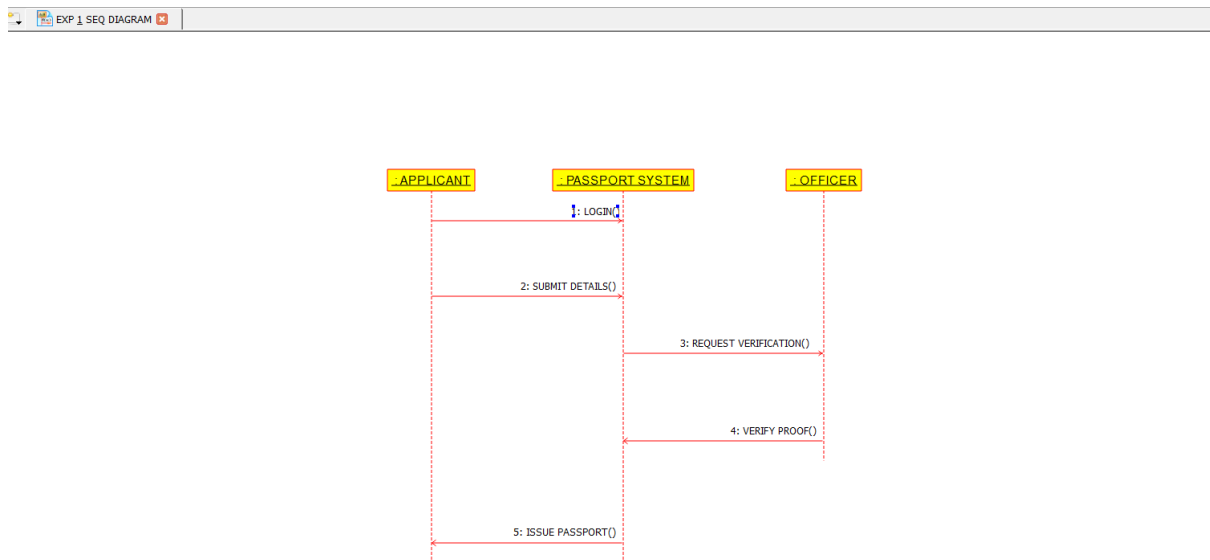 EXP 1 SEQ DIAGRAM
: APPLICANT
: PASSPORT SYSTEM
: OFFICER
1: LOGIN()
2: SUBMIT DETAILS()
3: REQUEST VERIFICATION()
4: VERIFY PROOF()
5: ISSUE PASSPORT()